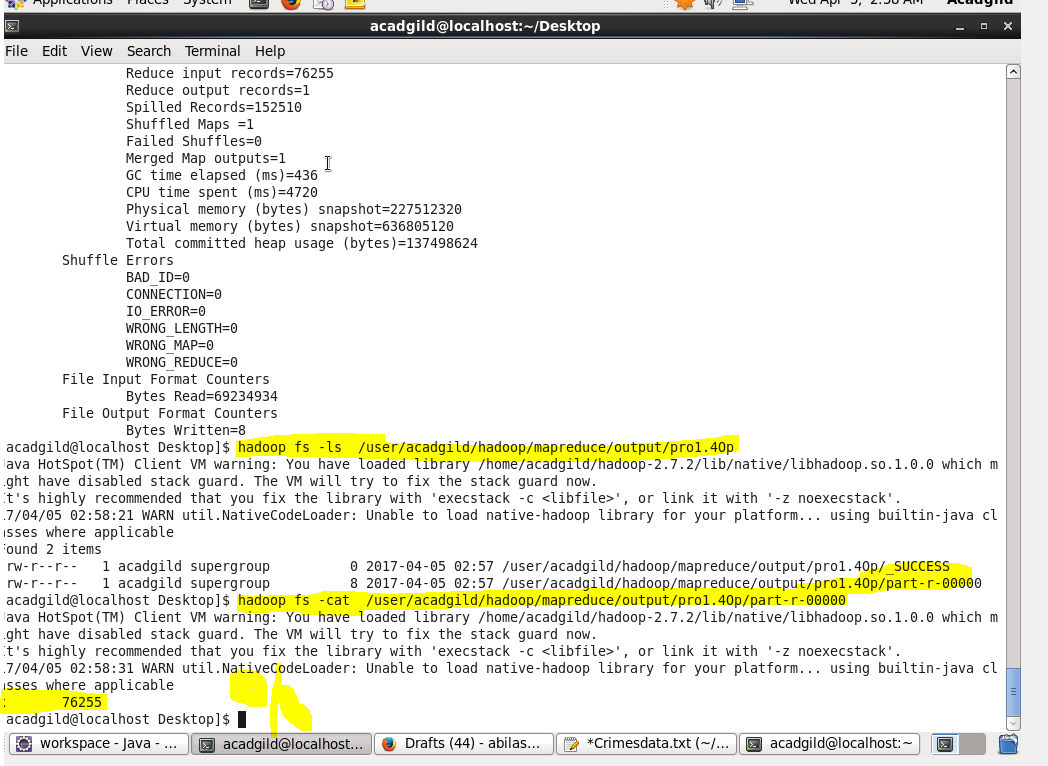 Applications Places System Wed Apr 5, 2:58 AM Acadgild
acadgild@localhost:~/Desktop
File Edit View Search Terminal Help
Reduce input records=76255
Reduce output records=1
Spilled Records=152510
Shuffled Maps =1
Failed Shuffles=0
Merged Map outputs=1
GC time elapsed (ms)=436
CPU time spent (ms)=4720
Physical memory (bytes) snapshot=227512320
Virtual memory (bytes) snapshot=636805120
Total committed heap usage (bytes)=137498624
Shuffle Errors
BAD_ID=0
CONNECTION=0
IO_ERROR=0
WRONG_LENGTH=0
WRONG_MAP=0
WRONG_REDUCE=0
File Input Format Counters
Bytes Read=69234934
File Output Format Counters
Bytes Written=8
acadgild@localhost Desktop]$ hadoop fs -ls  /user/acadgild/hadoop/mapreduce/output/pro1.4Op
Java HotSpot(TM) Client VM warning: You have loaded library /home/acadgild/hadoop-2.7.2/lib/native/libhadoop.so.1.0.0 which m
ght have disabled stack guard. The VM will try to fix the stack guard now.
It's highly recommended that you fix the library with 'execstack -c <libfile>', or link it with '-z noexecstack'.
17/04/05 02:58:21 WARN util.NativeCodeLoader: Unable to load native-hadoop library for your platform... using builtin-java cl
asses where applicable
Found 2 items
rw-r--r--   1 acadgild supergroup          0 2017-04-05 02:57 /user/acadgild/hadoop/mapreduce/output/pro1.4Op/_SUCCESS
rw-r--r--   1 acadgild supergroup          8 2017-04-05 02:57 /user/acadgild/hadoop/mapreduce/output/pro1.4Op/part-r-00000
acadgild@localhost Desktop]$ hadoop fs -cat  /user/acadgild/hadoop/mapreduce/output/pro1.4Op/part-r-00000
Java HotSpot(TM) Client VM warning: You have loaded library /home/acadgild/hadoop-2.7.2/lib/native/libhadoop.so.1.0.0 which m
ght have disabled stack guard. The VM will try to fix the stack guard now.
It's highly recommended that you fix the library with 'execstack -c <libfile>', or link it with '-z noexecstack'.
17/04/05 02:58:31 WARN util.NativeCodeLoader: Unable to load native-hadoop library for your platform... using builtin-java cl
asses where applicable
76255
acadgild@localhost Desktop]$
workspace - Java - ... acadgild@localhost... Drafts (44) - abilas... *Crimesdata.txt (~/... acadgild@localhost:~